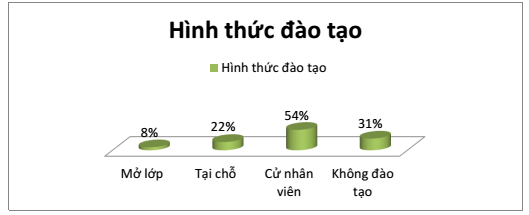 Hình thức đào tạo
Hình thức đào tạo
8%
22%
54%
31%
Mở lớp
Tại chỗ
Cử nhân
viên
Không đào
tạo